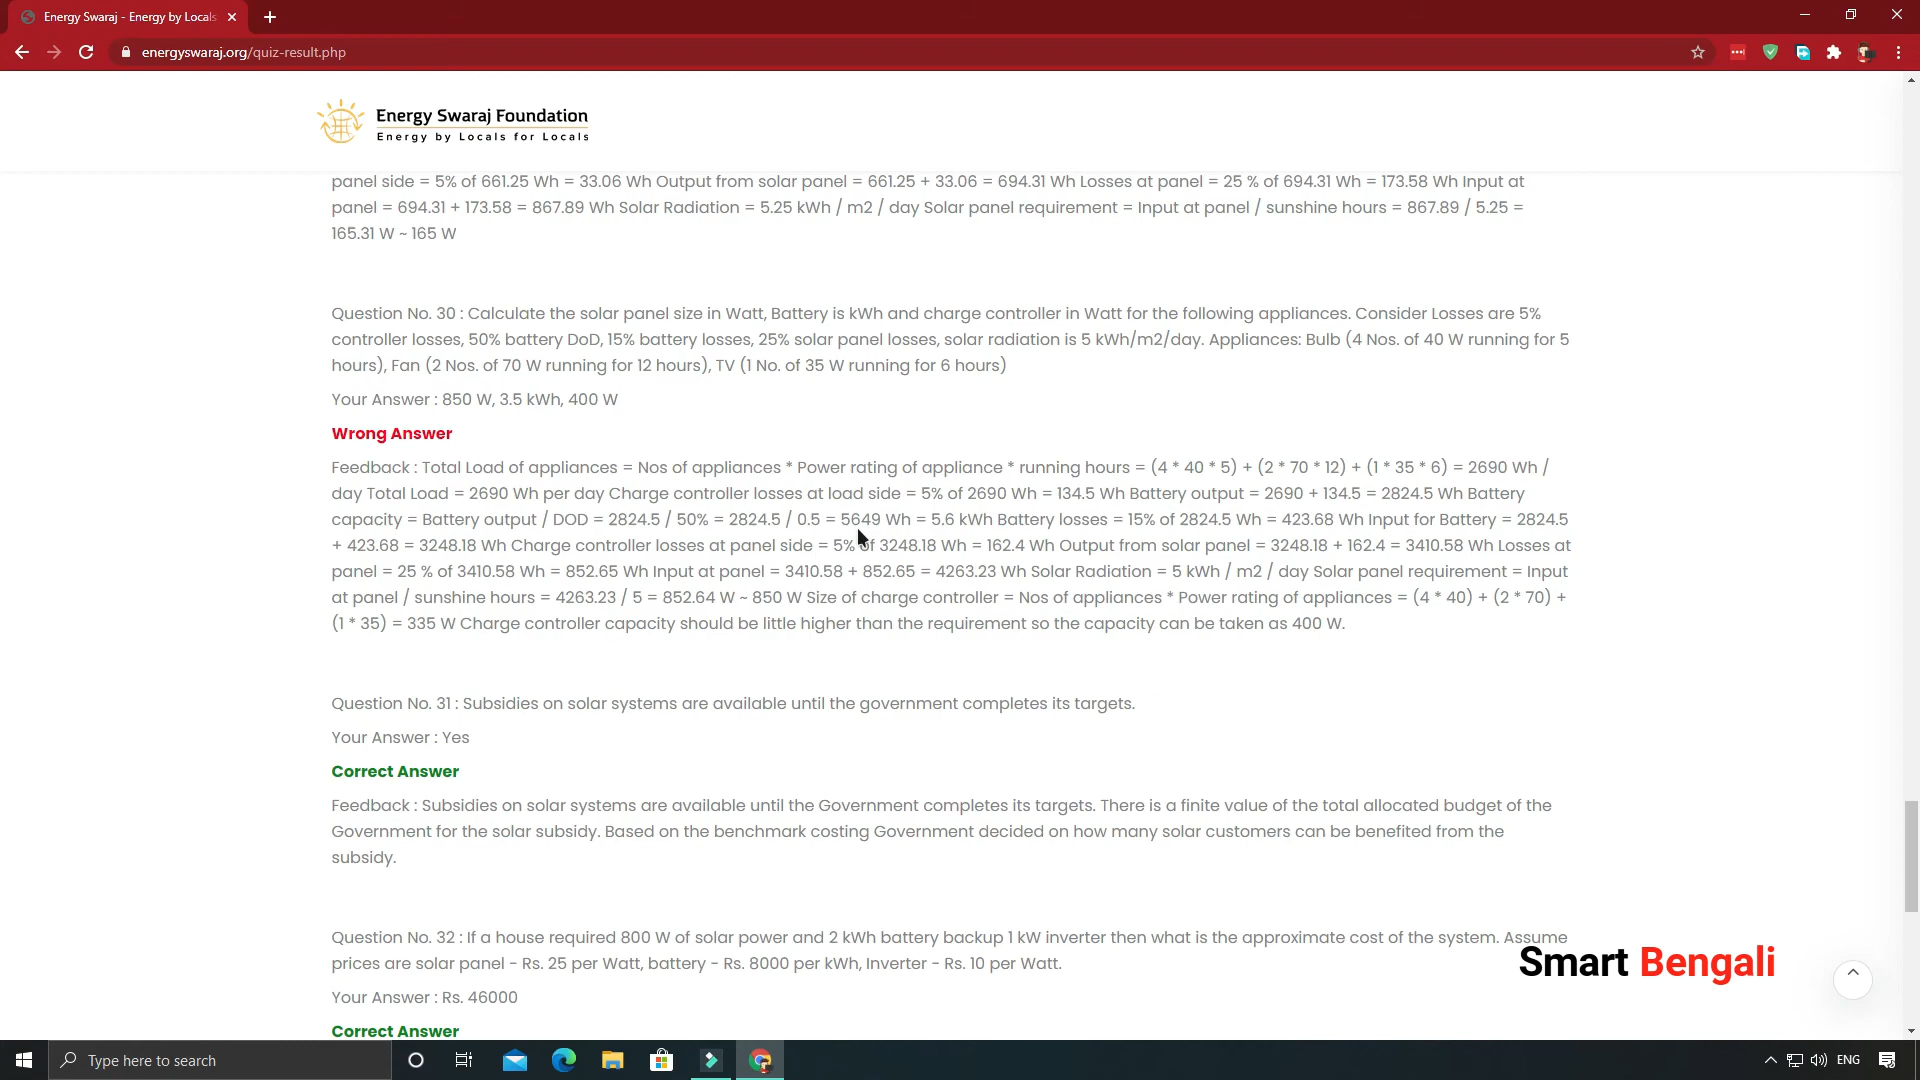 Energy Swaraj - Energy by Locals
energyswaraj.org/quiz-result.php
Energy Swaraj Foundation
Energy by Locals for Locals
panel side = 5% of 661.25 Wh = 33.06 Wh Output from solar panel = 661.25 + 33.06 = 694.31 Wh Losses at panel = 25 % of 694.31 Wh = 173.58 Wh Input at
panel = 694.31 + 173.58 = 867.89 Wh Solar Radiation = 5.25 kWh / m2 / day Solar panel requirement = Input at panel / sunshine hours = 867.89 / 5.25 =
165.31 W ~ 165 W
Question No. 30 : Calculate the solar panel size in Watt, Battery is kWh and charge controller in Watt for the following appliances. Consider Losses are 5%
controller losses, 50% battery DoD, 15% battery losses, 25% solar panel losses, solar radiation is 5 kWh/m2/day. Appliances: Bulb (4 Nos. of 40 W running for 5
hours), Fan (2 Nos. of 70 W running for 12 hours), TV (1 No. of 35 W running for 6 hours)
Your Answer : 850 W, 3.5 kWh, 400 W
Wrong Answer
Feedback : Total Load of appliances = Nos of appliances * Power rating of appliance * running hours = (4 * 40 * 5) + (2 * 70 * 12) + (1 * 35 * 6) = 2690 Wh /
day Total Load = 2690 Wh per day Charge controller losses at load side = 5% of 2690 Wh = 134.5 Wh Battery output = 2690 + 134.5 = 2824.5 Wh Battery
capacity = Battery output / DOD = 2824.5 / 50% = 2824.5 / 0.5 = 5649 Wh = 5.6 kWh Battery losses = 15% of 2824.5 Wh = 423.68 Wh Input for Battery = 2824.5
+ 423.68 = 3248.18 Wh Charge controller losses at panel side = 5% of 3248.18 Wh = 162.4 Wh Output from solar panel = 3248.18 + 162.4 = 3410.58 Wh Losses at
panel = 25 % of 3410.58 Wh = 852.65 Wh Input at panel = 3410.58 + 852.65 = 4263.23 Wh Solar Radiation = 5 kWh / m2 / day Solar panel requirement = Input
at panel / sunshine hours = 4263.23 / 5 = 852.64 W ~ 850 W Size of charge controller = Nos of appliances * Power rating of appliances = (4 * 40) + (2 * 70) +
(1 * 35) = 335 W Charge controller capacity should be little higher than the requirement so the capacity can be taken as 400 W.
Question No. 31 : Subsidies on solar systems are available until the government completes its targets.
Your Answer : Yes
Correct Answer
Feedback : Subsidies on solar systems are available until the Government completes its targets. There is a finite value of the total allocated budget of the
Government for the solar subsidy. Based on the benchmark costing Government decided on how many solar customers can be benefited from the
subsidy.
Question No. 32 : If a house required 800 W of solar power and 2 kWh battery backup 1 kW inverter then what is the approximate cost of the system. Assume
prices are solar panel - Rs. 25 per Watt, battery - Rs. 8000 per kWh, Inverter - Rs. 10 per Watt.
Smart Bengali
Your Answer : Rs. 46000
Correct Answer
Type here to search
ENG